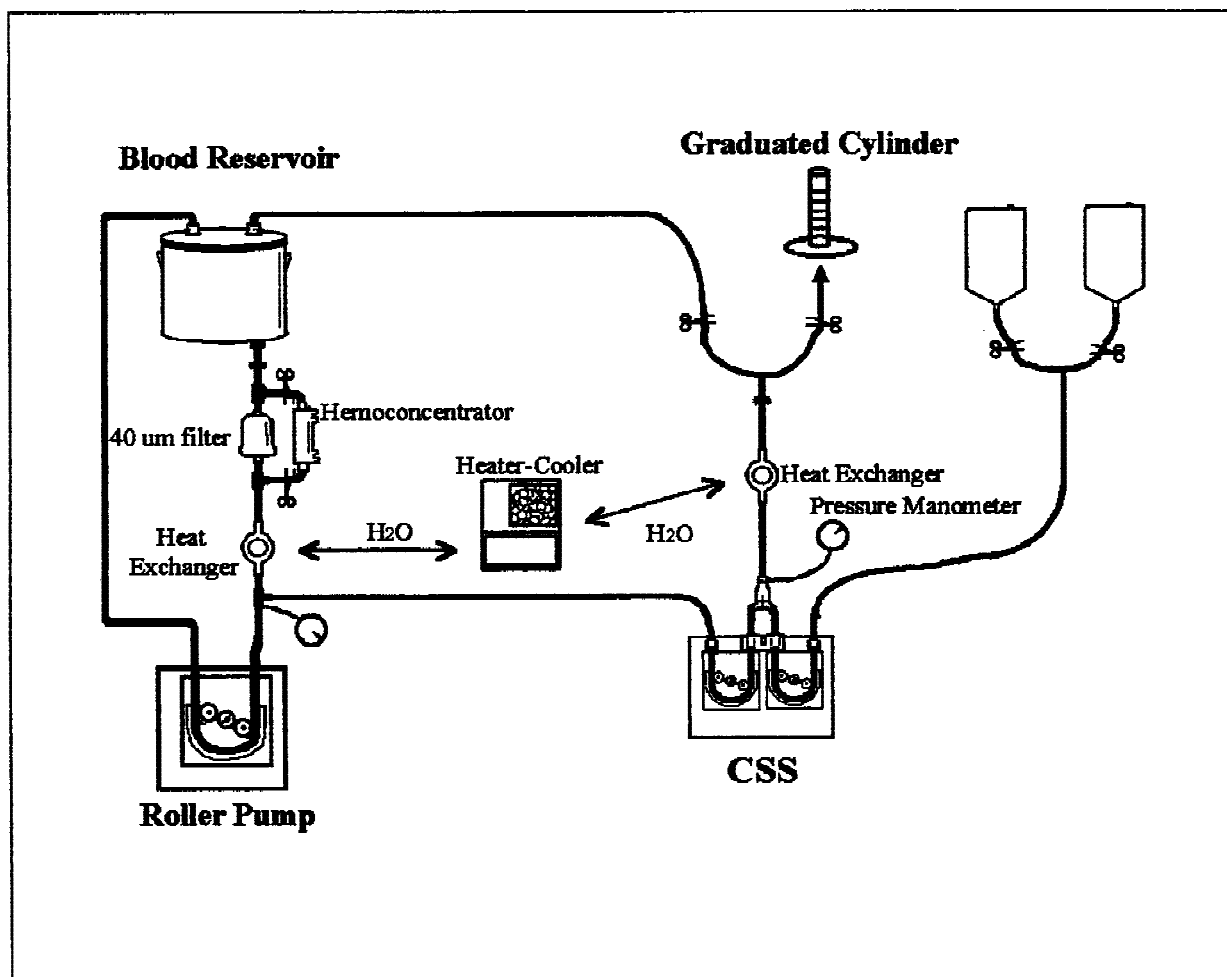 Blood Reservoir
Graduated Cylinder
Hemoconcentrator
40 um filter
Heater-Cooler
Heat Exchanger
Pressure Manometer
H2O
H2O
Heat
Exchanger
CSS
Roller Pump